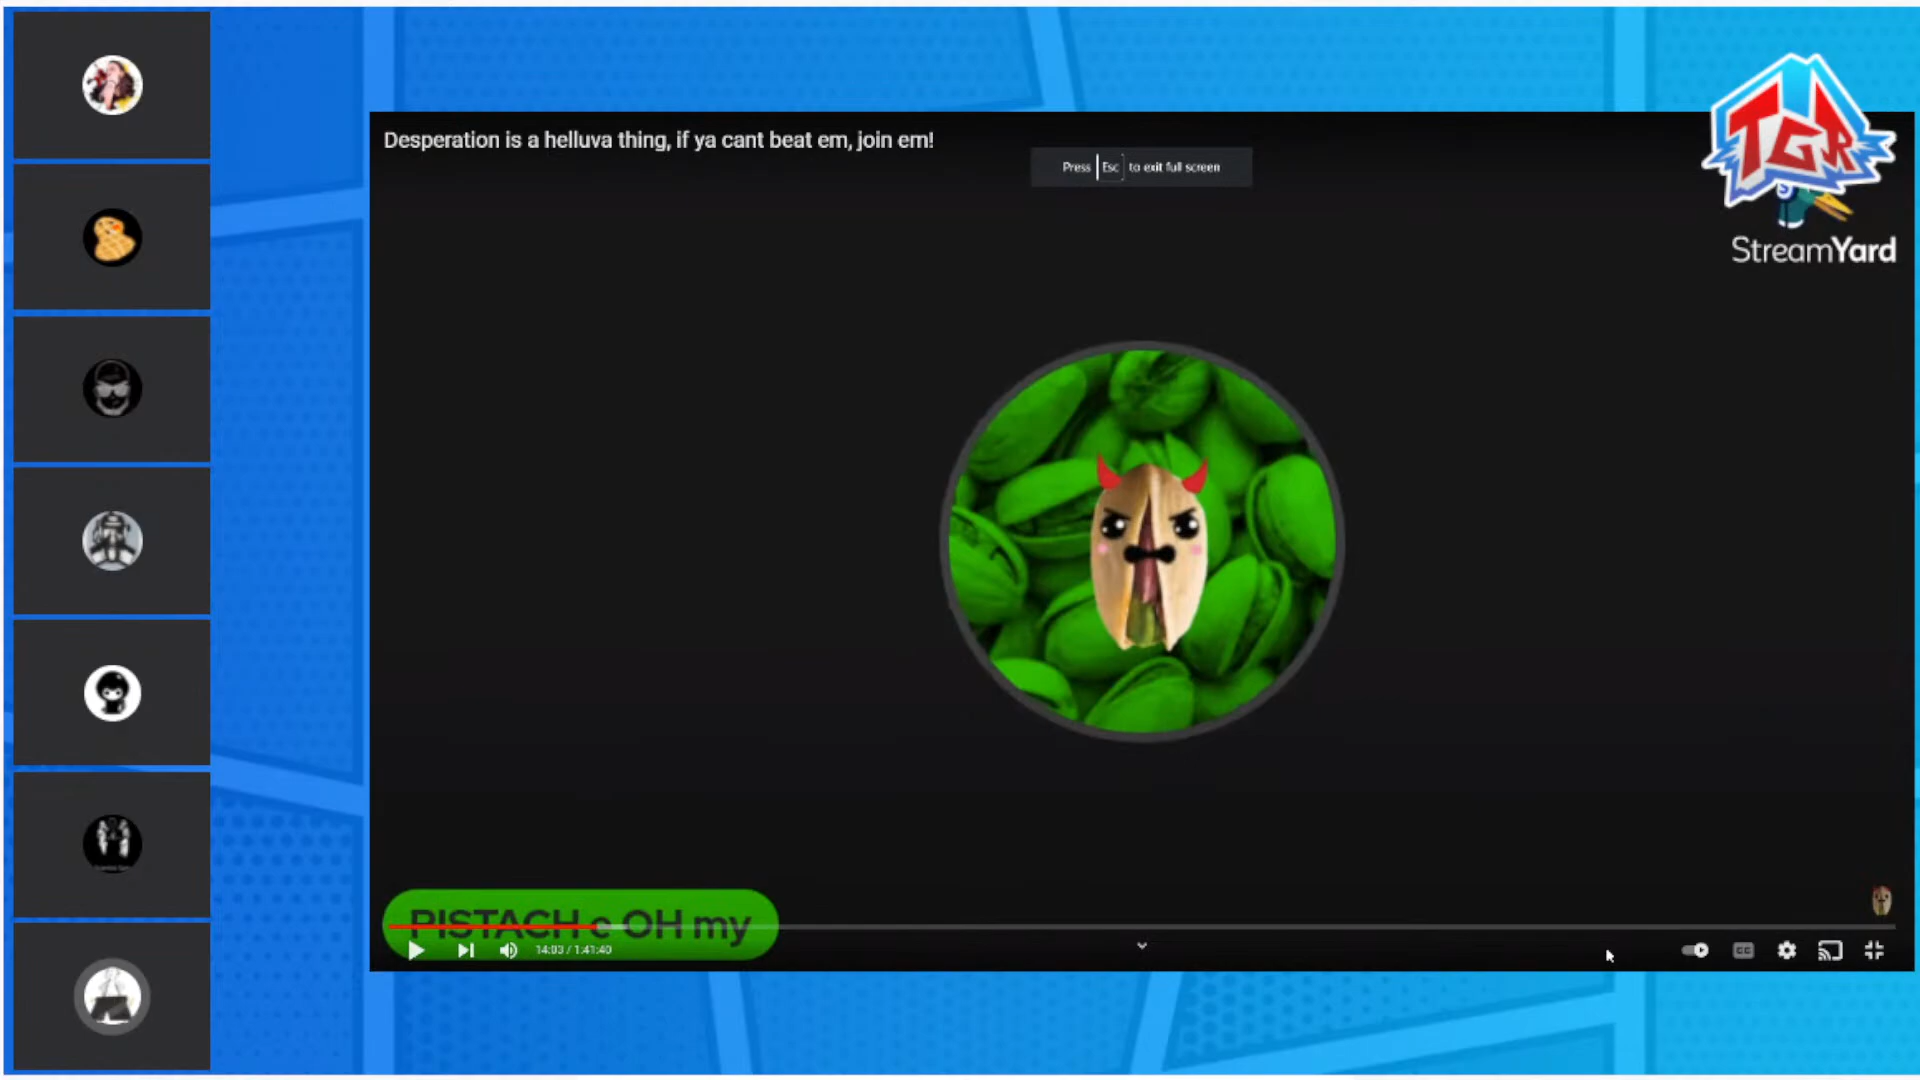 Desperation is a helluva thing, if ya cant beat em, join em!
Press Esc to exit full screen
TGR
StreamYard
PISTACH e OH my
14:03 / 1:41:40
CC